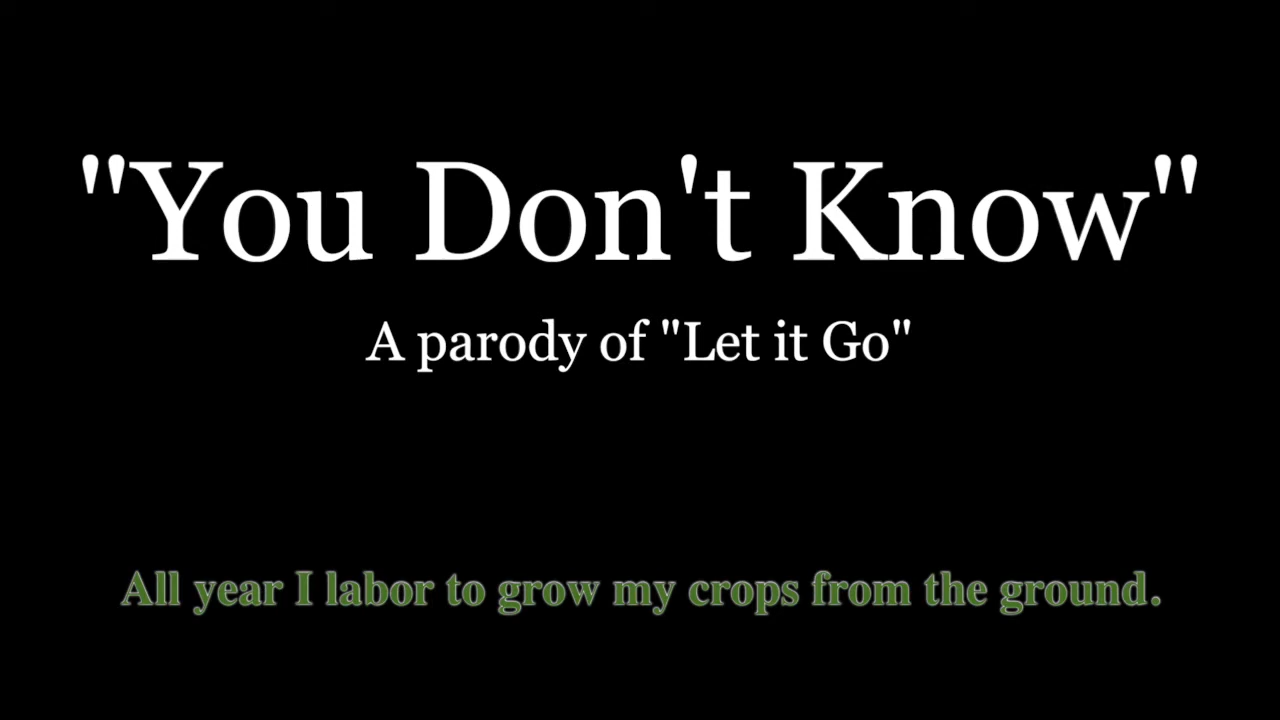 "You Don't Know"
A parody of "Let it Go"
All year I labor to grow my crops from the ground.